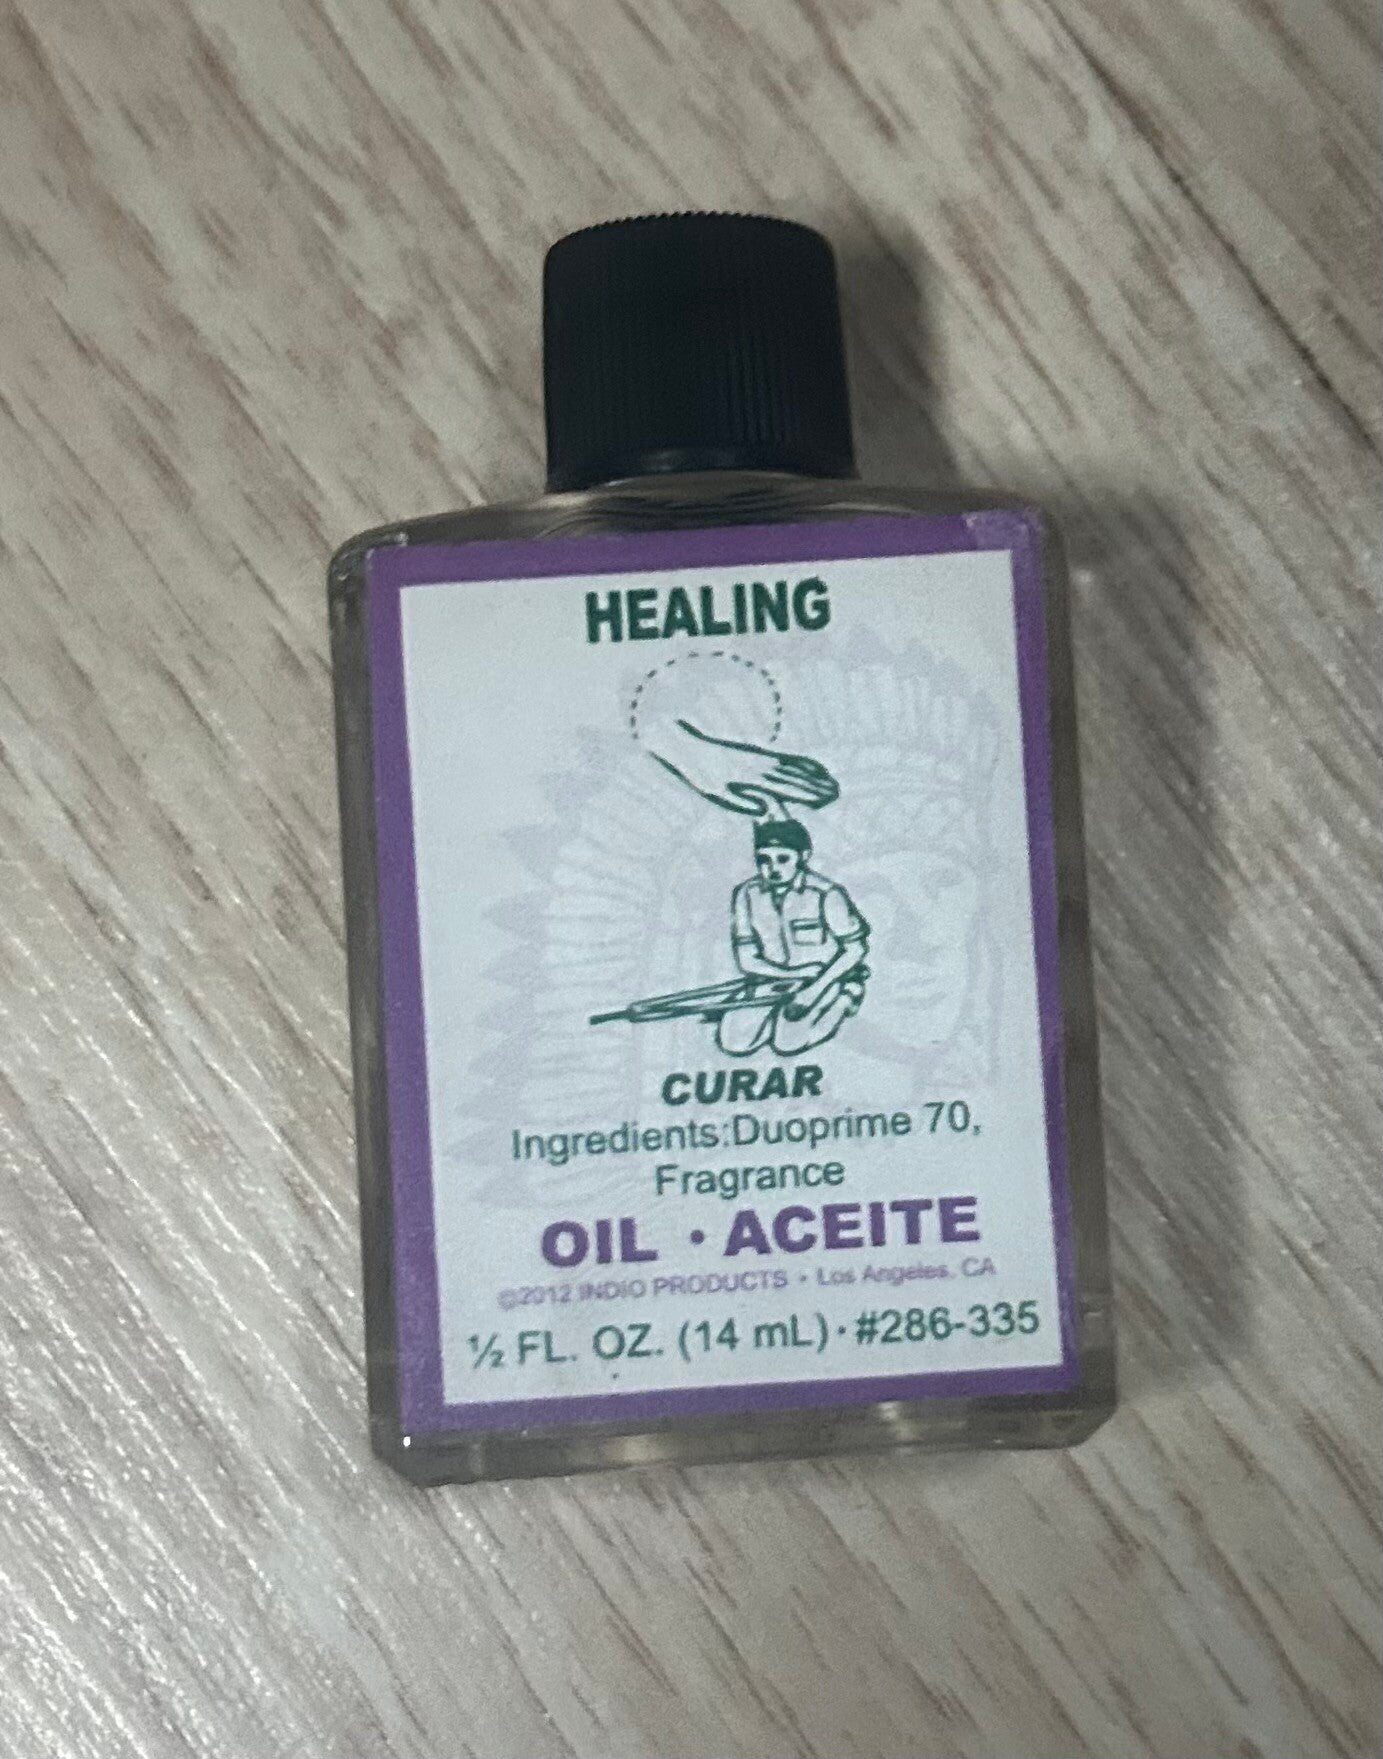 HEALING
CURAR
Ingredients:Duoprime 70,
Fragrance
OIL • ACEITE
©2012 INDIO PRODUCTS • Los Angeles, CA
½ FL. OZ. (14 mL) • #286-335